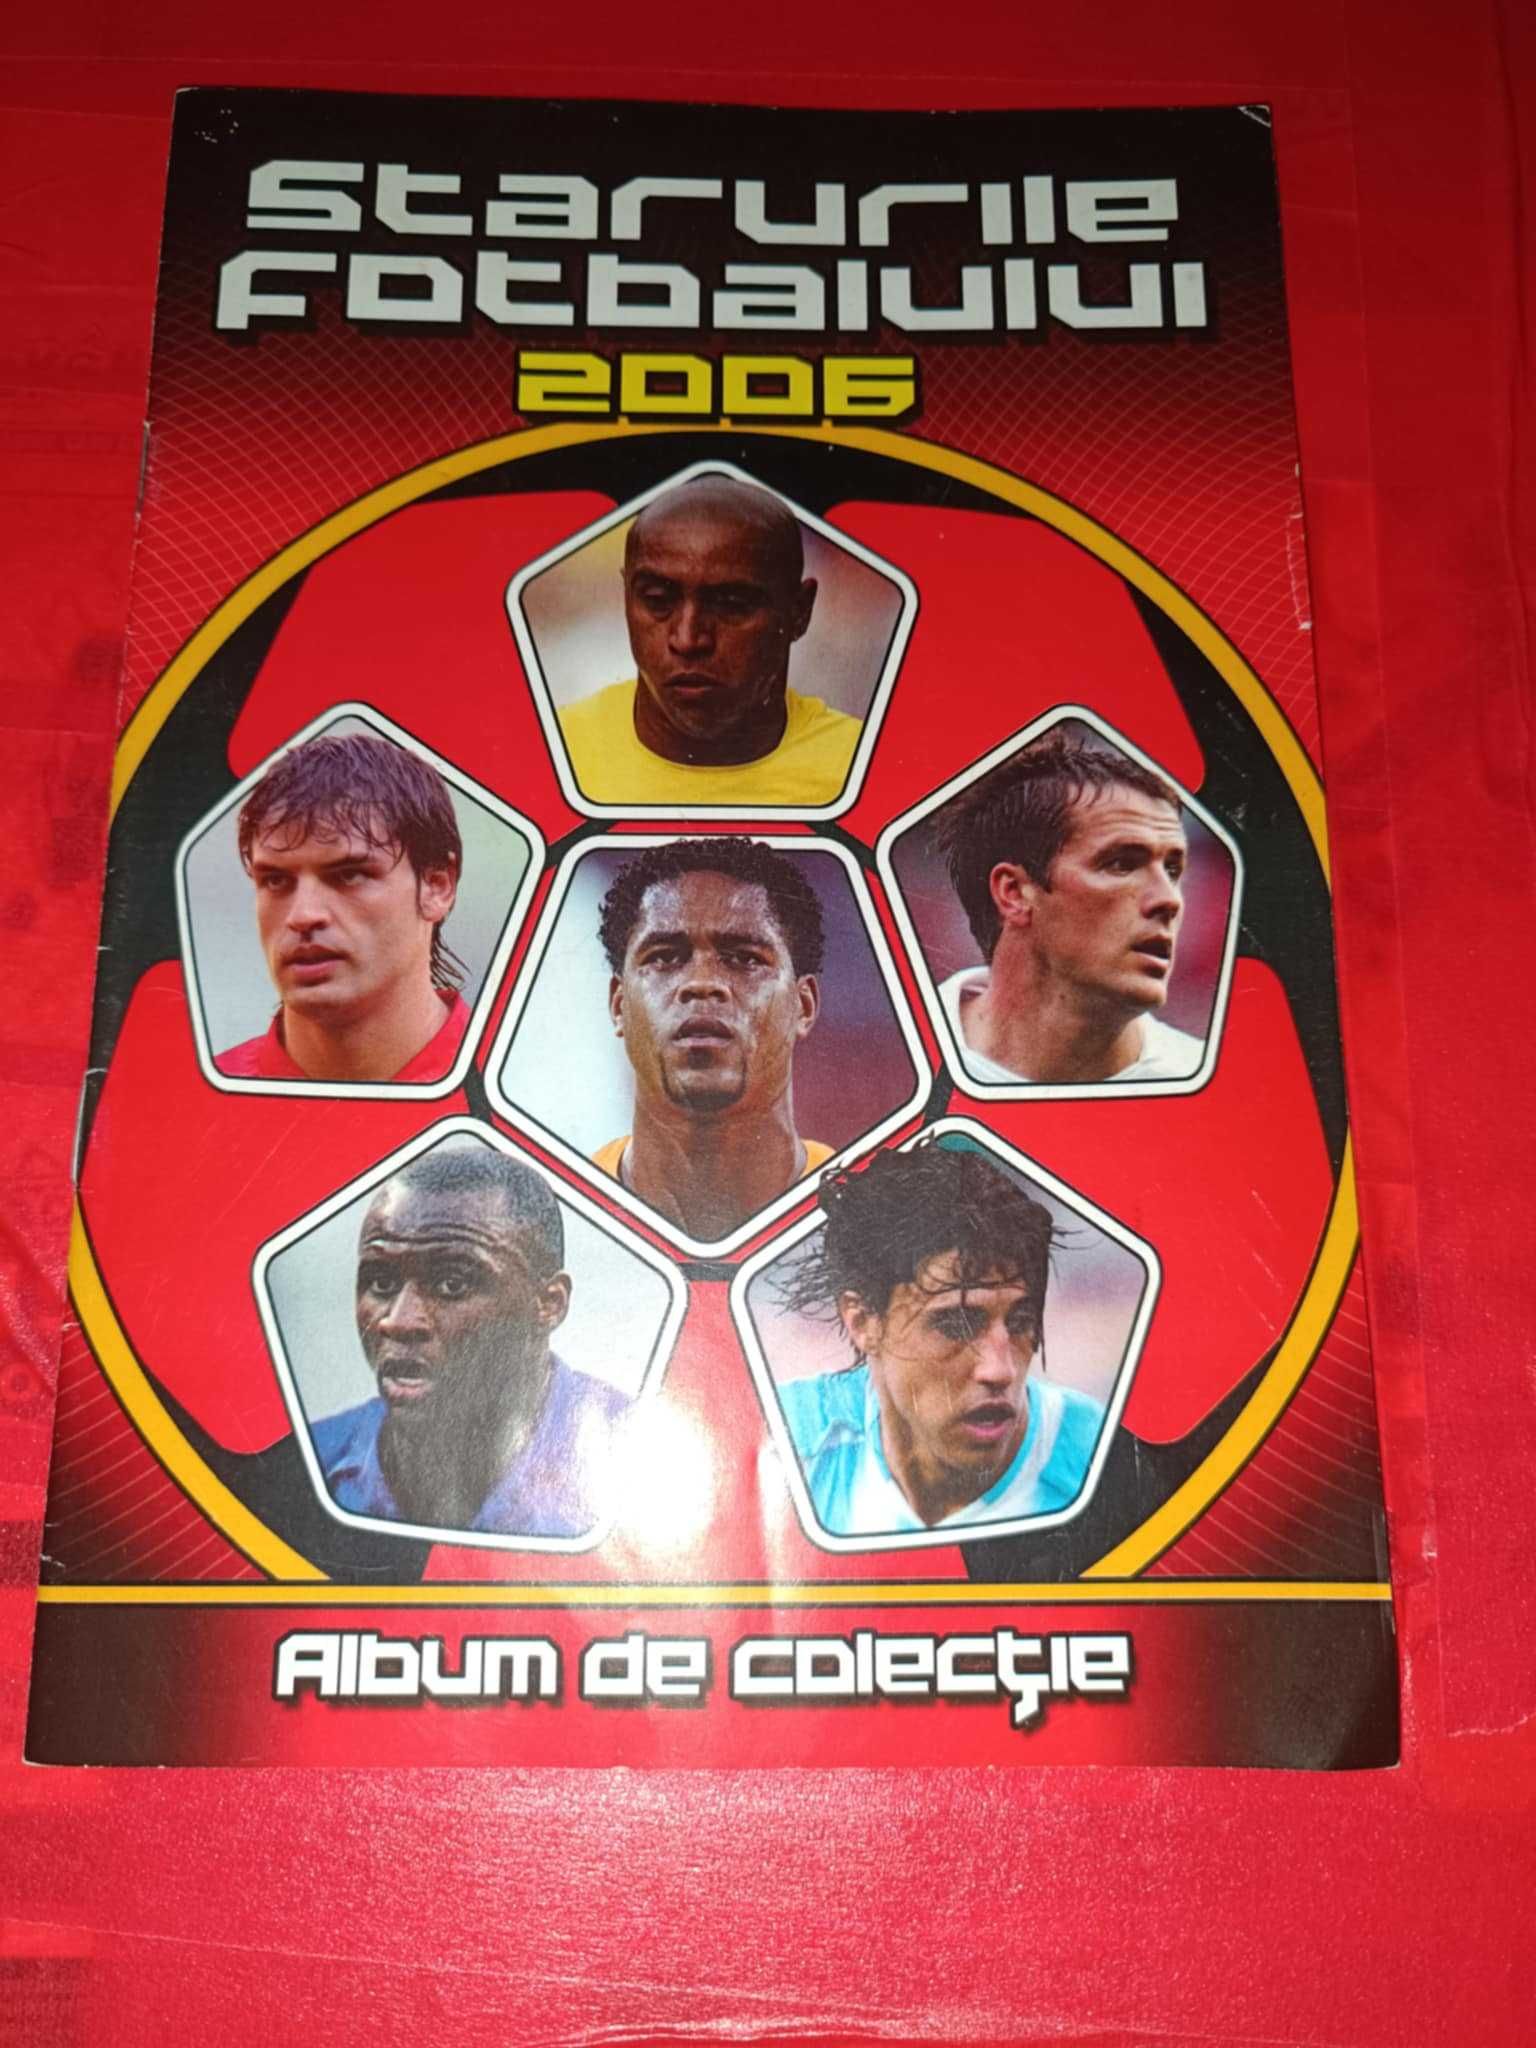 Starurile
Fotbalului
2006
Album de colecţie